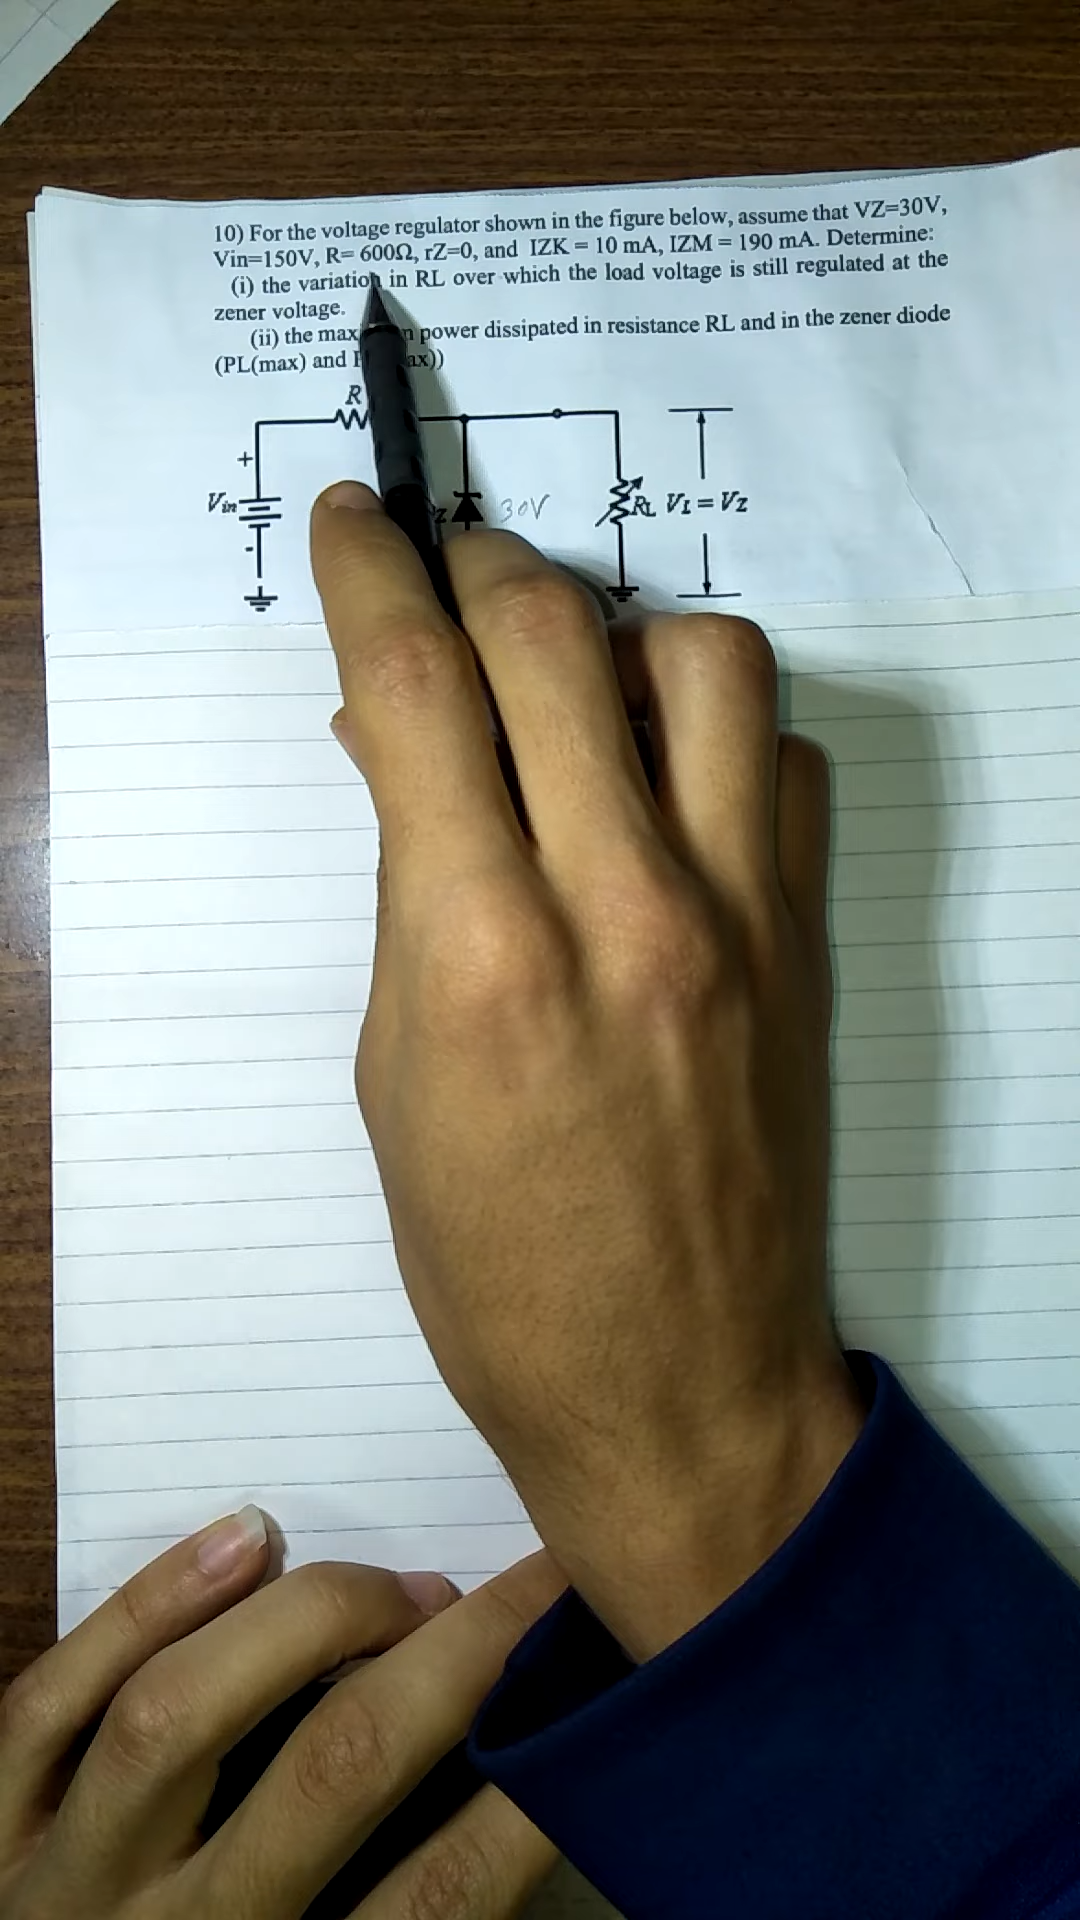 10) For the voltage regulator shown in the figure below, assume that VZ=30V,
Vin=150V, R= 600Ω, rZ=0, and IZK = 10 mA, IZM = 190 mA. Determine:
(i) the variation in RL over which the load voltage is still regulated at the
zener voltage.
(ii) the power dissipated in resistance RL and in the zener diode
(PL(max) and
R
+
Vin
-
Z
30V
RL VL = VZ